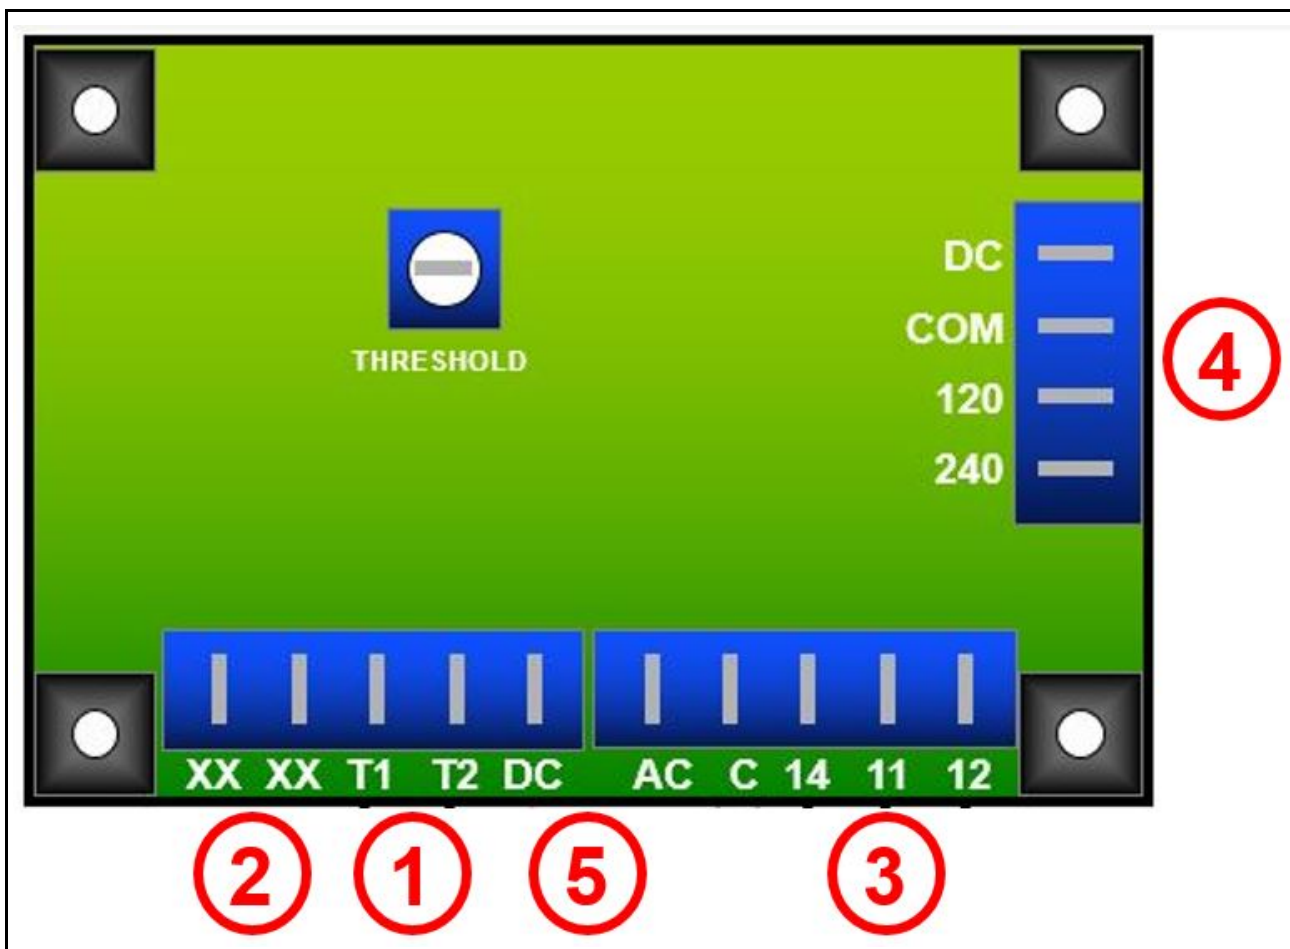 DC
THRESHOLD
COM
4
120
240
XX XX T1 T2 DC AC C 14 11 12
2 1 5 3